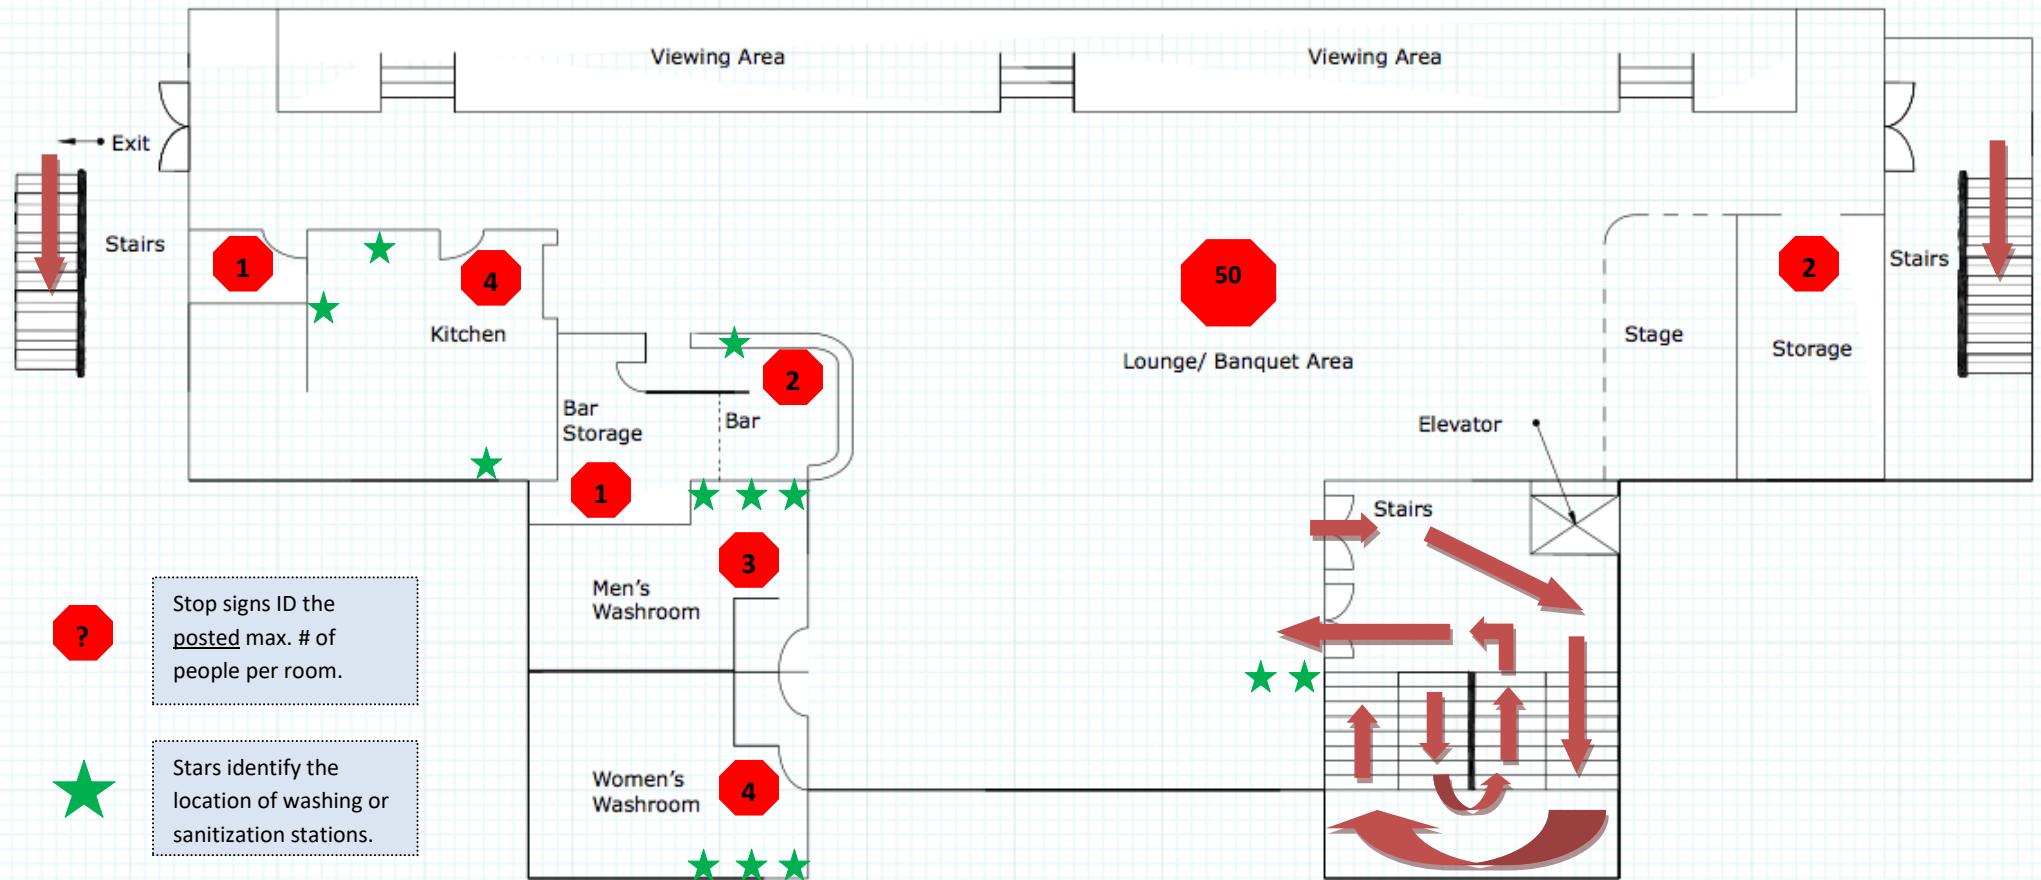 Viewing Area
Viewing Area
Exit
Stairs
1
4
Kitchen
50
Lounge/ Banquet Area
2
Stairs
Stage
Storage
2
Bar
Storage
Bar
Elevator
1
Stairs
3
Men's
Washroom
?
Stop signs ID the
posted max. # of
people per room.
Women's
Washroom
4
Stars identify the
location of washing or
sanitization stations.